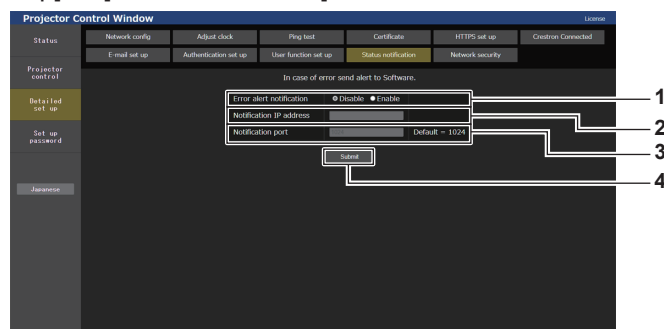 Projector Control Window License
Status Network config Adjust clock Ping test Certificate HTTPS set up Crestron Connected
E-mail set up Authentication set up User function set up Status notification Network security
Projector
control
In case of error send alert to Software.
Detailed
set up
Error alert notification Disable Enable 1
Notification IP address 2
Notification port Default = 1024 3
Set up
password
Submit
4
Japanese